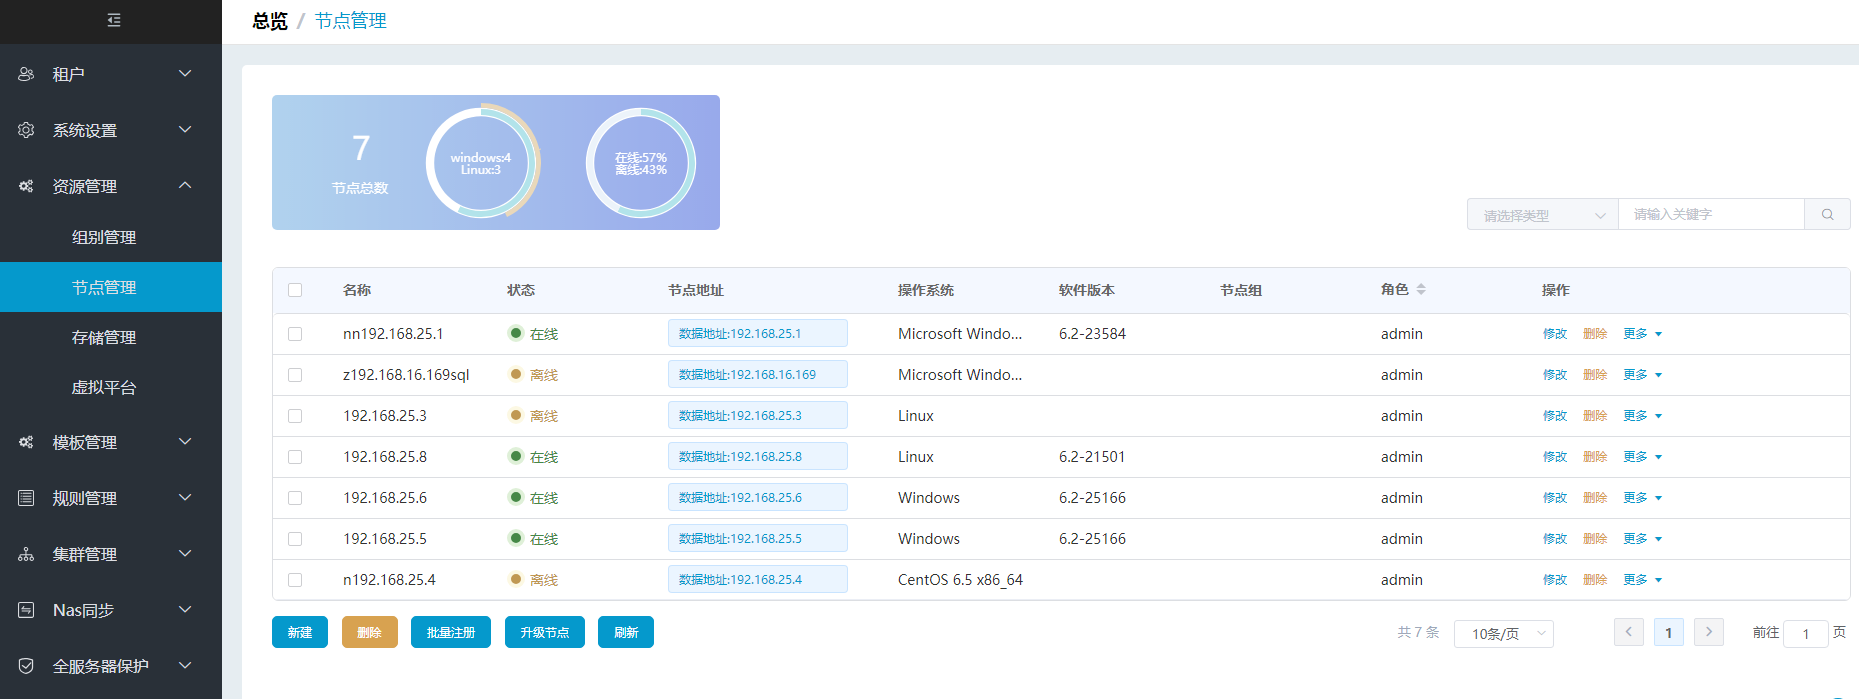 总览 / 节点管理
租户
系统设置
资源管理
组别管理
节点管理
存储管理
虚拟平台
模板管理
规则管理
集群管理
Nas同步
全服务器保护
7
节点总数
windows:4
Linux:3
在线:57%
离线:43%
请选择类型 请输入关键字
名称 状态 节点地址 操作系统 软件版本 节点组 角色 操作
nn192.168.25.1 在线 数据地址:192.168.25.1 Microsoft Windo... 6.2-23584 admin 修改 删除 更多
z192.168.16.169sql 离线 数据地址:192.168.16.169 Microsoft Windo... admin 修改 删除 更多
192.168.25.3 离线 数据地址:192.168.25.3 Linux admin 修改 删除 更多
192.168.25.8 在线 数据地址:192.168.25.8 Linux 6.2-21501 admin 修改 删除 更多
192.168.25.6 在线 数据地址:192.168.25.6 Windows 6.2-25166 admin 修改 删除 更多
192.168.25.5 在线 数据地址:192.168.25.5 Windows 6.2-25166 admin 修改 删除 更多
n192.168.25.4 离线 数据地址:192.168.25.4 CentOS 6.5 x86_64 admin 修改 删除 更多
新建 删除 批量注册 升级节点 刷新 共 7 条 10条/页 1 前往 1 页